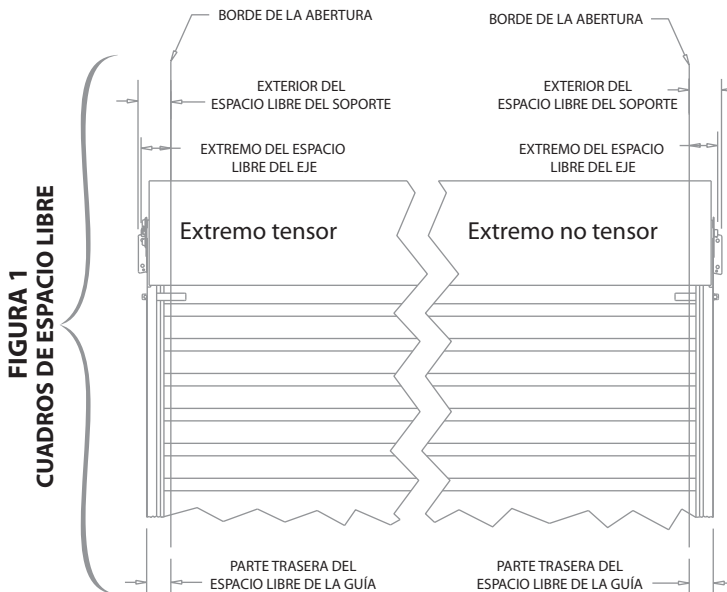 BORDE DE LA ABERTURA
BORDE DE LA ABERTURA
EXTERIOR DEL
ESPACIO LIBRE DEL SOPORTE
EXTERIOR DEL
ESPACIO LIBRE DEL SOPORTE
EXTREMO DEL ESPACIO
LIBRE DEL EJE
EXTREMO DEL ESPACIO
LIBRE DEL EJE
Extremo tensor
Extremo no tensor
FIGURA 1
CUADROS DE ESPACIO LIBRE
PARTE TRASERA DEL
ESPACIO LIBRE DE LA GUÍA
PARTE TRASERA DEL
ESPACIO LIBRE DE LA GUÍA